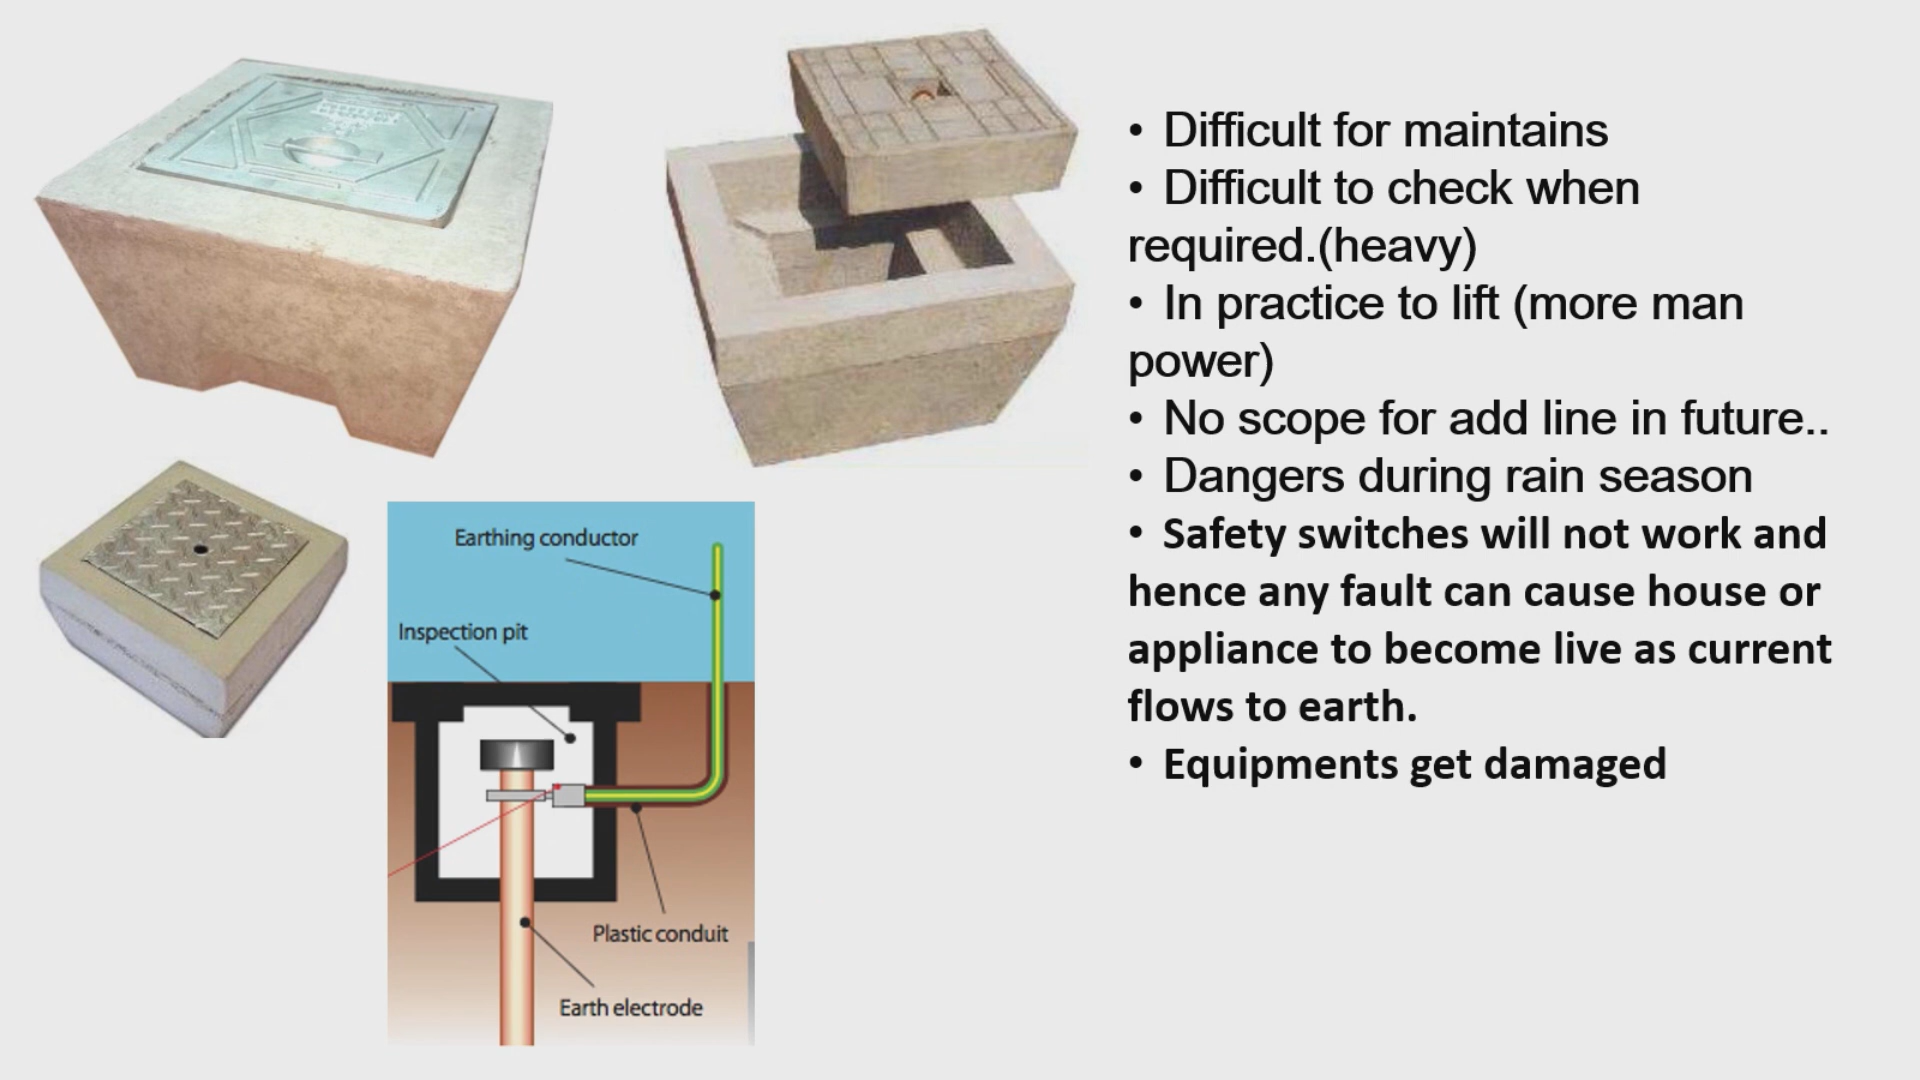 • Difficult for maintains
• Difficult to check when
required.(heavy)
• In practice to lift (more man
power)
• No scope for add line in future..
• Dangers during rain season
• Safety switches will not work and
hence any fault can cause house or
appliance to become live as current
flows to earth.
• Equipments get damaged
Earthing conductor
Inspection pit
Plastic conduit
Earth electrode